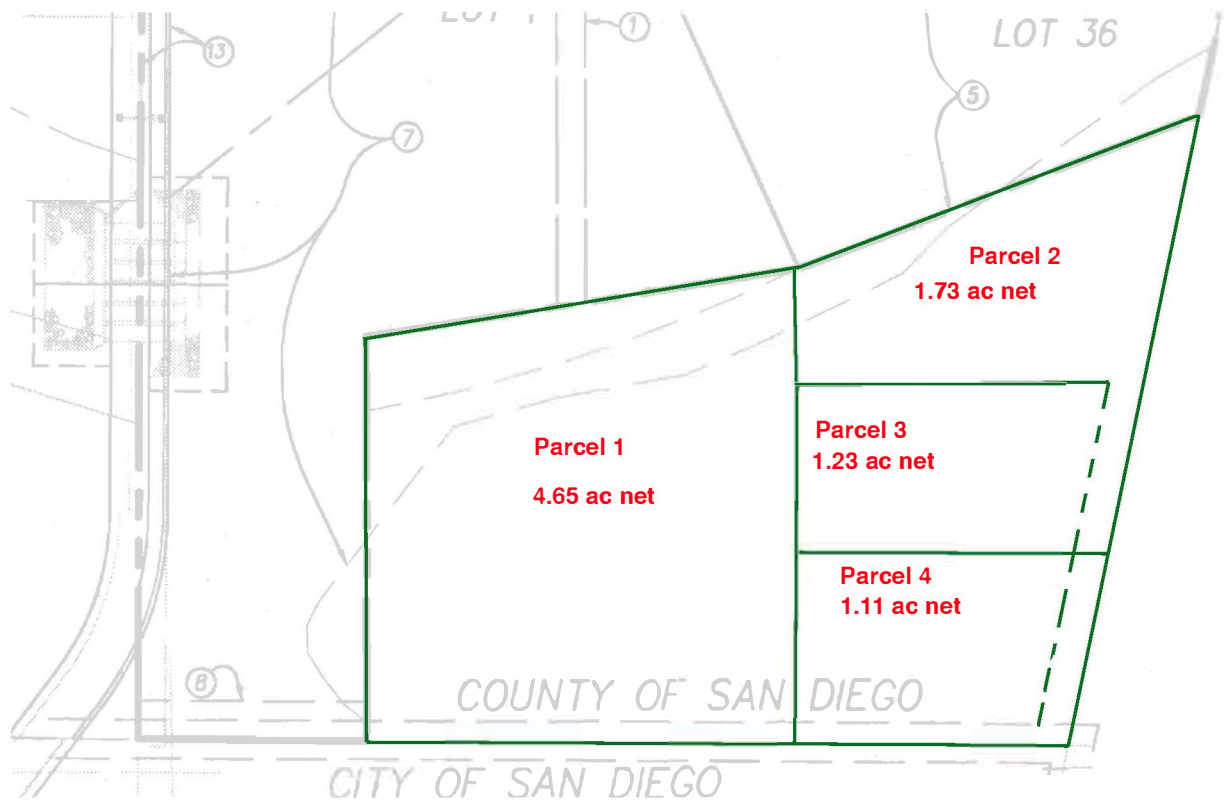 1
LOT 36
13
5
7
Parcel 2
1.73 ac net
Parcel 3
1.23 ac net
Parcel 1
4.65 ac net
Parcel 4
1.11 ac net
8
COUNTY OF SAN DIEGO
CITY OF SAN DIEGO